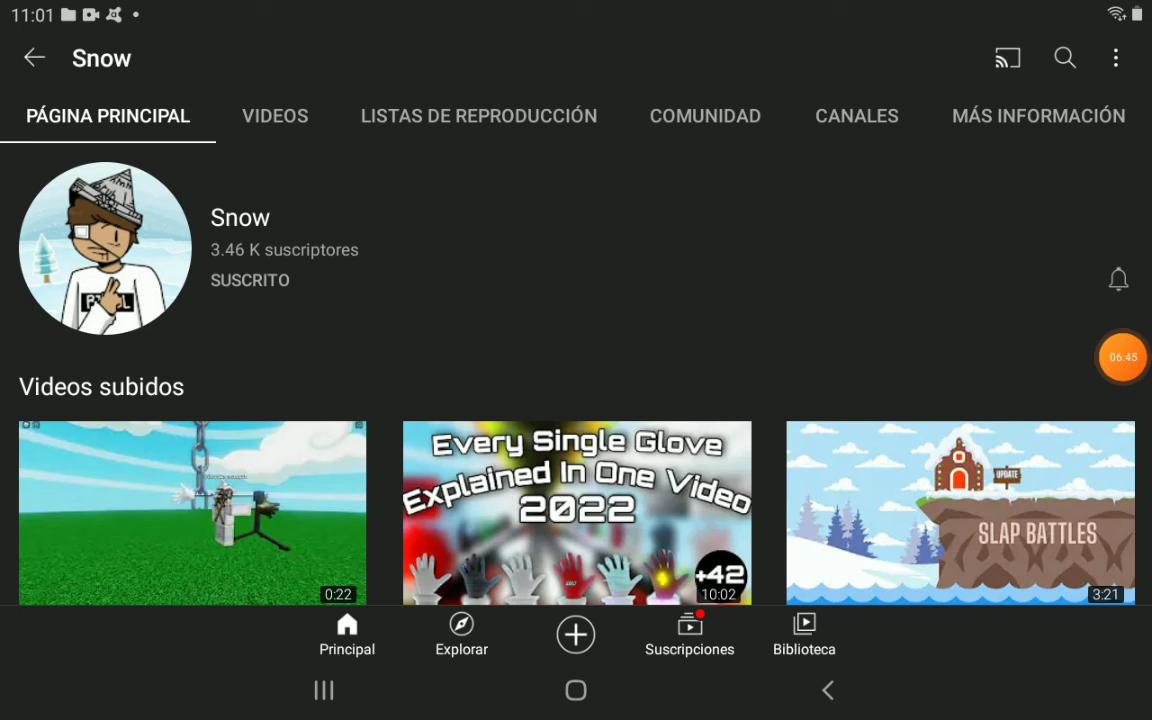 11:01
Snow
PÁGINA PRINCIPAL
VIDEOS
LISTAS DE REPRODUCCIÓN
COMUNIDAD
CANALES
MÁS INFORMACIÓN
Snow
3.46 K suscriptores
SUSCRITO
06:45
Videos subidos
0:22
Every Single Glove
Explained In One Video
2022
+42
10:02
UPDATE
SLAP BATTLES
3:21
Principal
Explorar
Suscripciones
Biblioteca